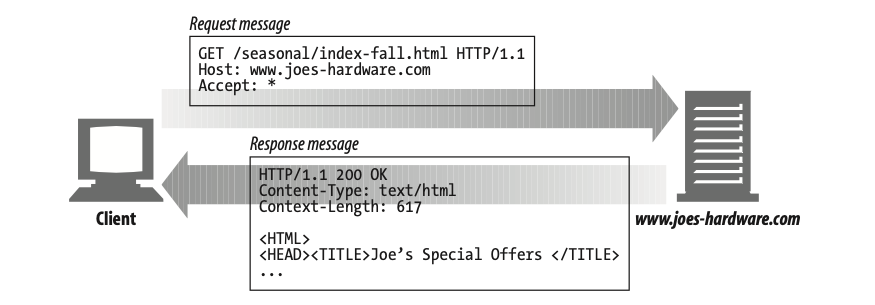 Request message
GET /seasonal/index-fall.html HTTP/1.1
Host: www.joes-hardware.com
Accept: *
Response message
HTTP/1.1 200 OK
Content-Type: text/html
Context-Length: 617
<HTML>
<HEAD><TITLE>Joe's Special Offers </TITLE>
...
Client
www.joes-hardware.com